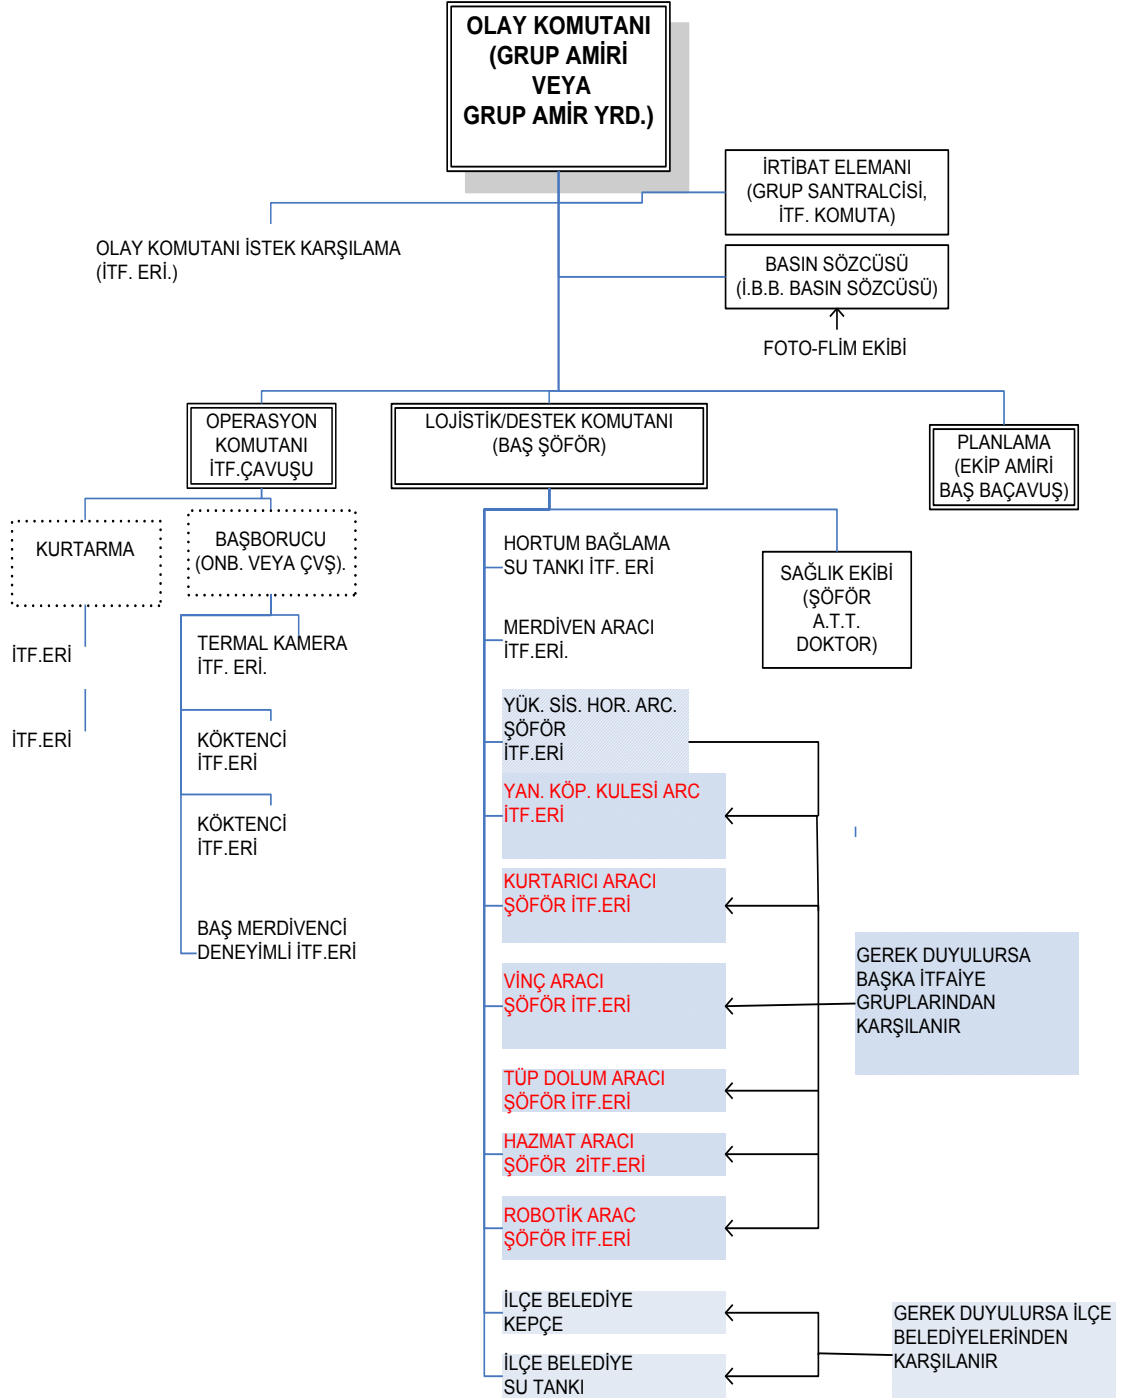 OLAY KOMUTANI
(GRUP AMİRİ
VEYA
GRUP AMİR YRD.)
İRTİBAT ELEMANI
(GRUP SANTRALCİSİ,
İTF. KOMUTA)
OLAY KOMUTANI İSTEK KARŞILAMA
(İTF. ERİ.)
BASIN SÖZCÜSÜ
(İ.B.B. BASIN SÖZCÜSÜ)
FOTO-FLİM EKİBİ
OPERASYON
KOMUTANI
İTF.ÇAVUŞU
LOJİSTİK/DESTEK KOMUTANI
(BAŞ ŞÖFÖR)
PLANLAMA
(EKİP AMİRİ
BAŞ BAÇAVUŞ)
KURTARMA
BAŞBORUCU
(ONB. VEYA ÇVŞ).
İTF.ERİ
İTF.ERİ
TERMAL KAMERA
İTF. ERİ.
KÖKTENCİ
İTF.ERİ
KÖKTENCİ
İTF.ERİ
BAŞ MERDİVENCİ
DENEYİMLİ İTF.ERİ
HORTUM BAĞLAMA
SU TANKI İTF. ERİ
MERDİVEN ARACI
İTF.ERİ.
SAĞLIK EKİBİ
(ŞÖFÖR
A.T.T.
DOKTOR)
YÜK. SİS. HOR. ARC.
ŞÖFÖR
İTF.ERİ
YAN. KÖP. KULESİ ARC
İTF.ERİ
KURTARICI ARACI
ŞÖFÖR İTF.ERİ
VİNÇ ARACI
ŞÖFÖR İTF.ERİ
TÜP DOLUM ARACI
ŞÖFÖR İTF.ERİ
HAZMAT ARACI
ŞÖFÖR 2İTF.ERİ
ROBOTİK ARAC
ŞÖFÖR İTF.ERİ
GEREK DUYULURSA
BAŞKA İTFAİYE
GRUPLARINDAN
KARŞILANIR
İLÇE BELEDİYE
KEPÇE
İLÇE BELEDİYE
SU TANKI
GEREK DUYULURSA İLÇE
BELEDİYELERİNDEN
KARŞILANIR